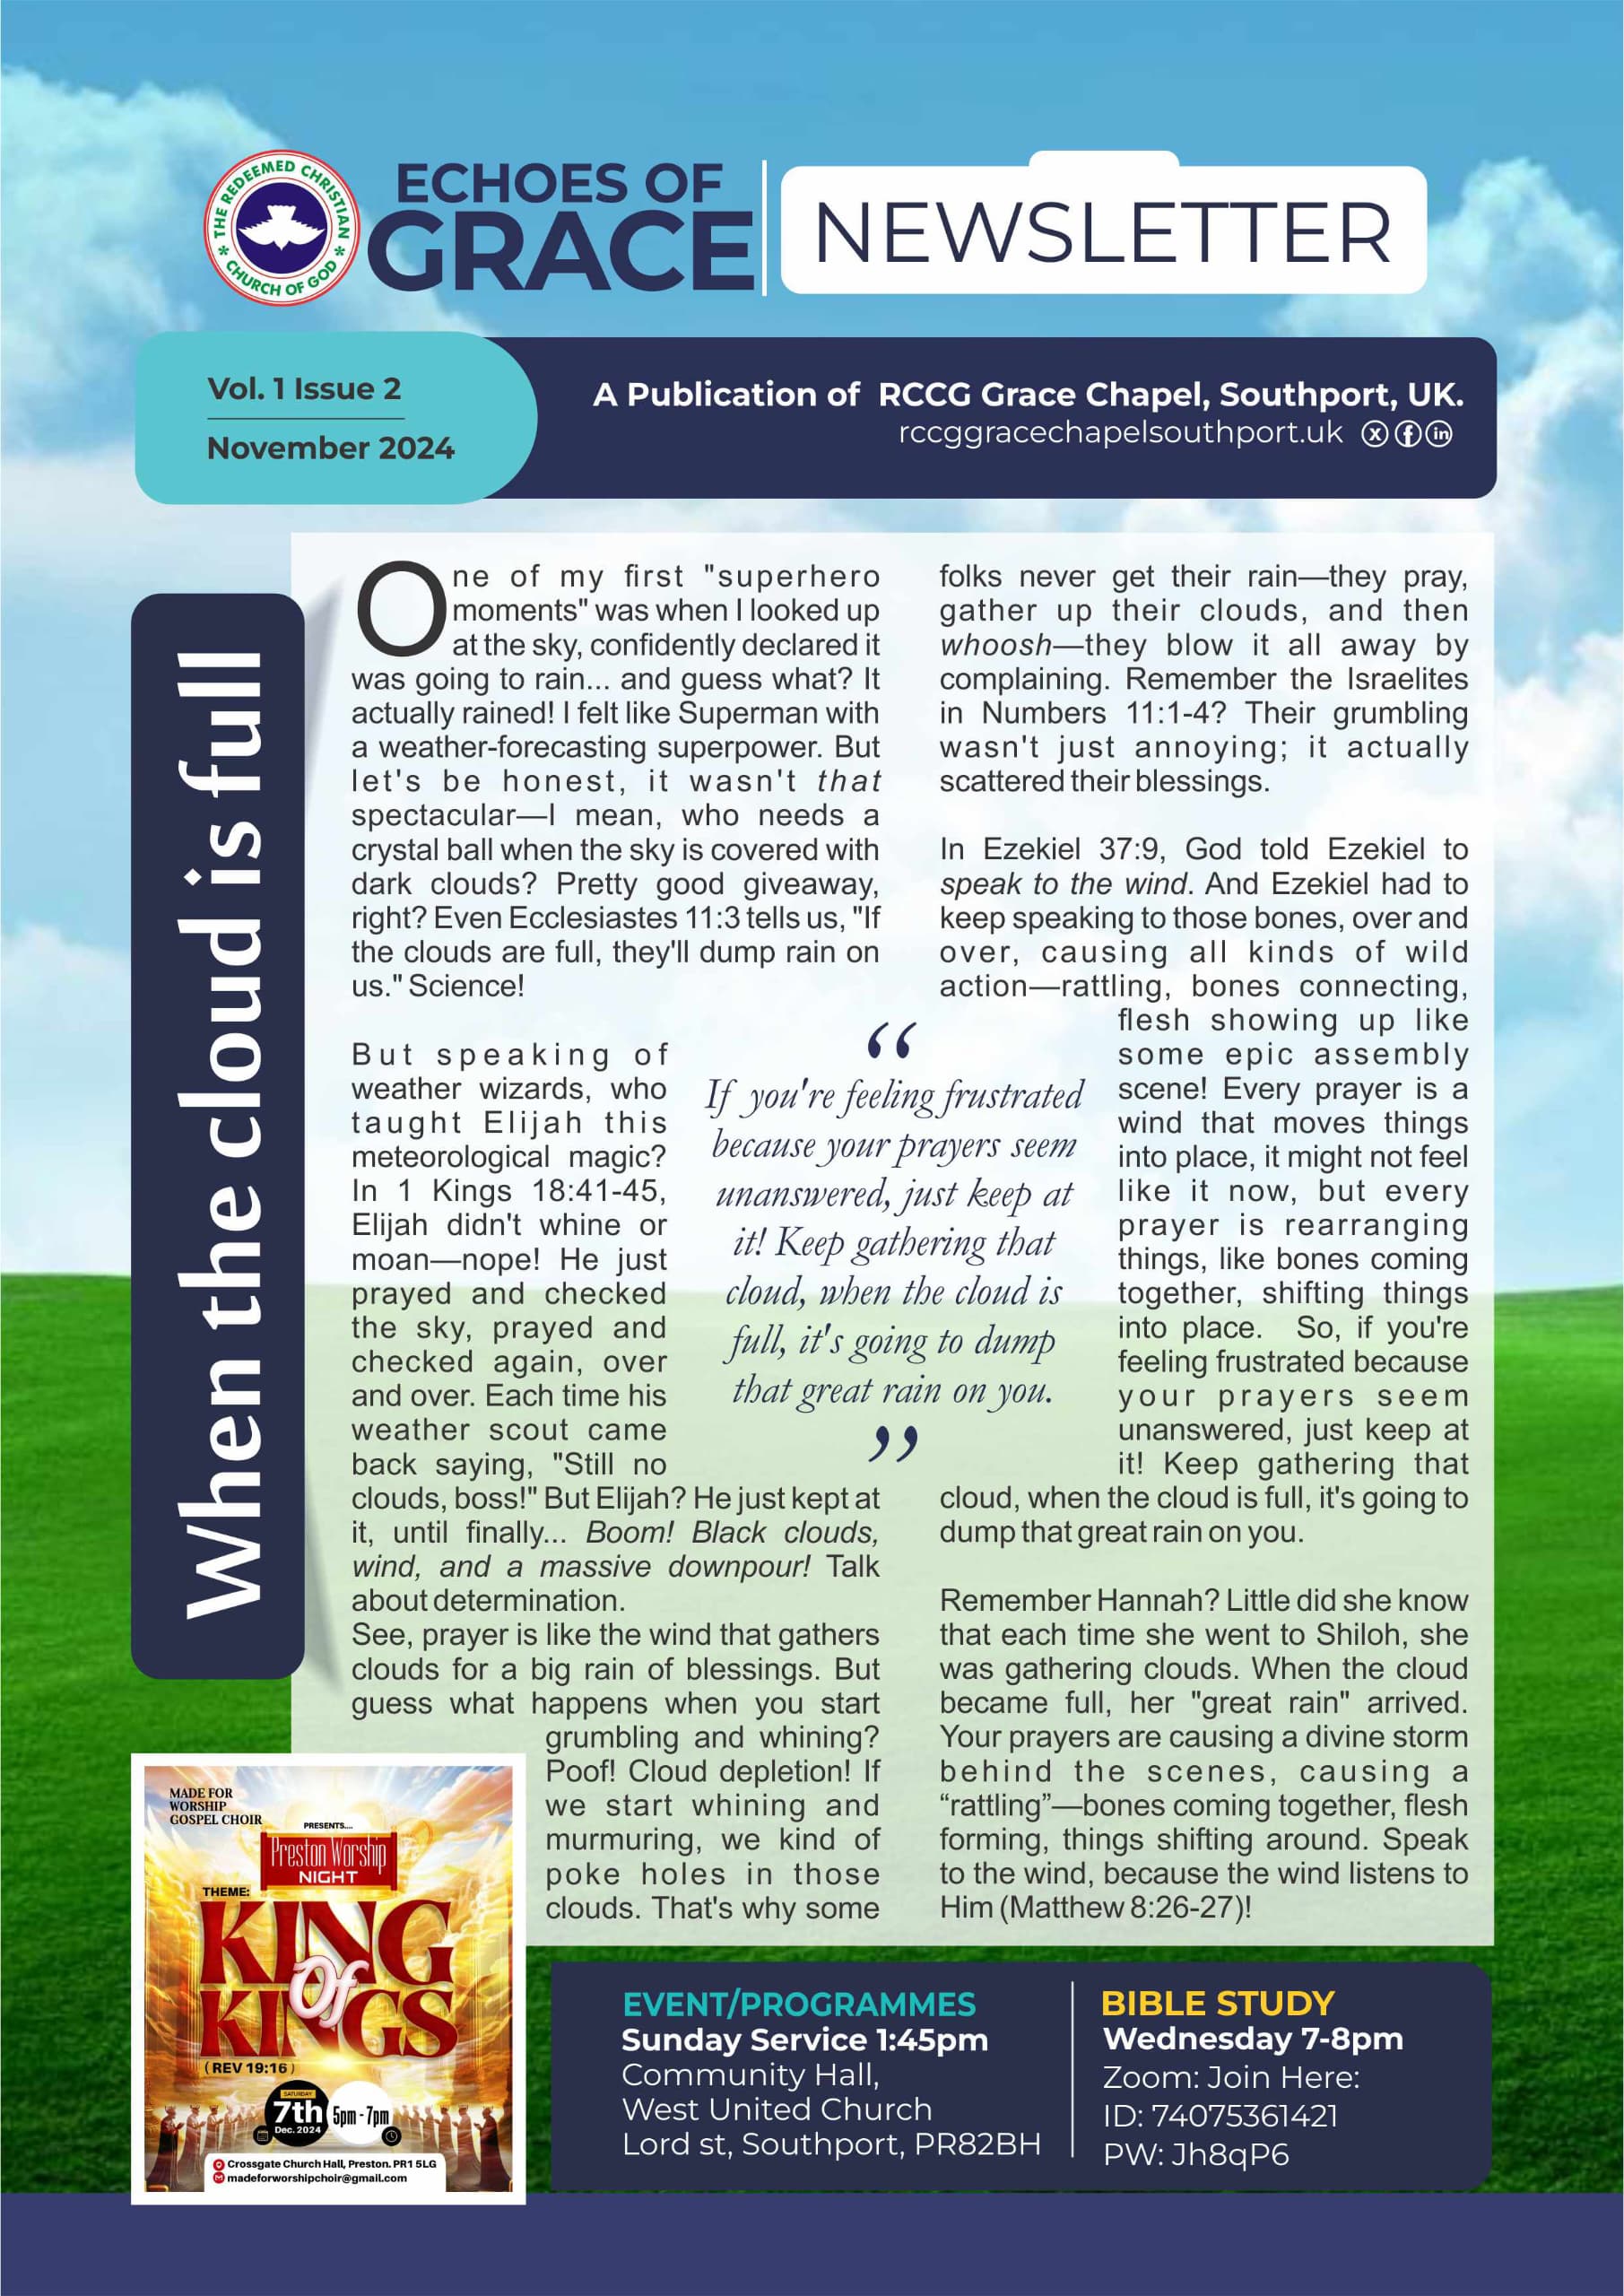 THE REDEEMED CHRISTIAN
* CHURCH OF GOD *
ECHOES OF
GRACE
NEWSLETTER
Vol. 1 Issue 2
November 2024
A Publication of RCCG Grace Chapel, Southport, UK.
rccggracechapelsouthport.uk
When the cloud is full
One of my first "superhero
moments" was when I looked up
at the sky, confidently declared it
was going to rain... and guess what? It
actually rained! I felt like Superman with
a weather-forecasting superpower. But
let's be honest, it wasn't that
spectacular—I mean, who needs a
crystal ball when the sky is covered with
dark clouds? Pretty good giveaway,
right? Even Ecclesiastes 11:3 tells us, "If
the clouds are full, they'll dump rain on
us." Science!
But speaking of
weather wizards, who
taught Elijah this
meteorological magic?
In 1 Kings 18:41-45,
Elijah didn't whine or
moan—nope! He just
prayed and checked
the sky, prayed and
checked again, over
and over. Each time his
weather scout came
back saying, "Still no
clouds, boss!" But Elijah? He just kept at
it, until finally... Boom! Black clouds,
wind, and a massive downpour! Talk
about determination.
See, prayer is like the wind that gathers
clouds for a big rain of blessings. But
guess what happens when you start
grumbling and whining?
Poof! Cloud depletion! If
we start whining and
murmuring, we kind of
poke holes in those
clouds. That's why some
“
If you're feeling frustrated
because your prayers seem
unanswered, just keep at
it! Keep gathering that
cloud, when the cloud is
full, it's going to dump
that great rain on you.
”
folks never get their rain—they pray,
gather up their clouds, and then
whoosh—they blow it all away by
complaining. Remember the Israelites
in Numbers 11:1-4? Their grumbling
wasn't just annoying; it actually
scattered their blessings.
In Ezekiel 37:9, God told Ezekiel to
speak to the wind. And Ezekiel had to
keep speaking to those bones, over and
over, causing all kinds of wild
action—rattling, bones connecting,
flesh showing up like
some epic assembly
scene! Every prayer is a
wind that moves things
into place, it might not feel
like it now, but every
prayer is rearranging
things, like bones coming
together, shifting things
into place. So, if you're
feeling frustrated because
your prayers seem
unanswered, just keep at
it! Keep gathering that
cloud, when the cloud is full, it's going to
dump that great rain on you.
Remember Hannah? Little did she know
that each time she went to Shiloh, she
was gathering clouds. When the cloud
became full, her "great rain" arrived.
Your prayers are causing a divine storm
behind the scenes, causing a
“rattling”—bones coming together, flesh
forming, things shifting around. Speak
to the wind, because the wind listens to
Him (Matthew 8:26-27)!
MADE FOR
WORSHIP
GOSPEL CHOIR
PRESENTS....
Preston Worship
NIGHT
THEME:
KING
Of
KINGS
(REV 19:16)
SATURDAY
7th
Dec. 2024
5pm - 7pm
Crossgate Church Hall, Preston. PR1 5LG
madeforworshipchoir@gmail.com
EVENT/PROGRAMMES
Sunday Service 1:45pm
Community Hall,
West United Church
Lord st, Southport, PR82BH
BIBLE STUDY
Wednesday 7-8pm
Zoom: Join Here:
ID: 74075361421
PW: Jh8qP6